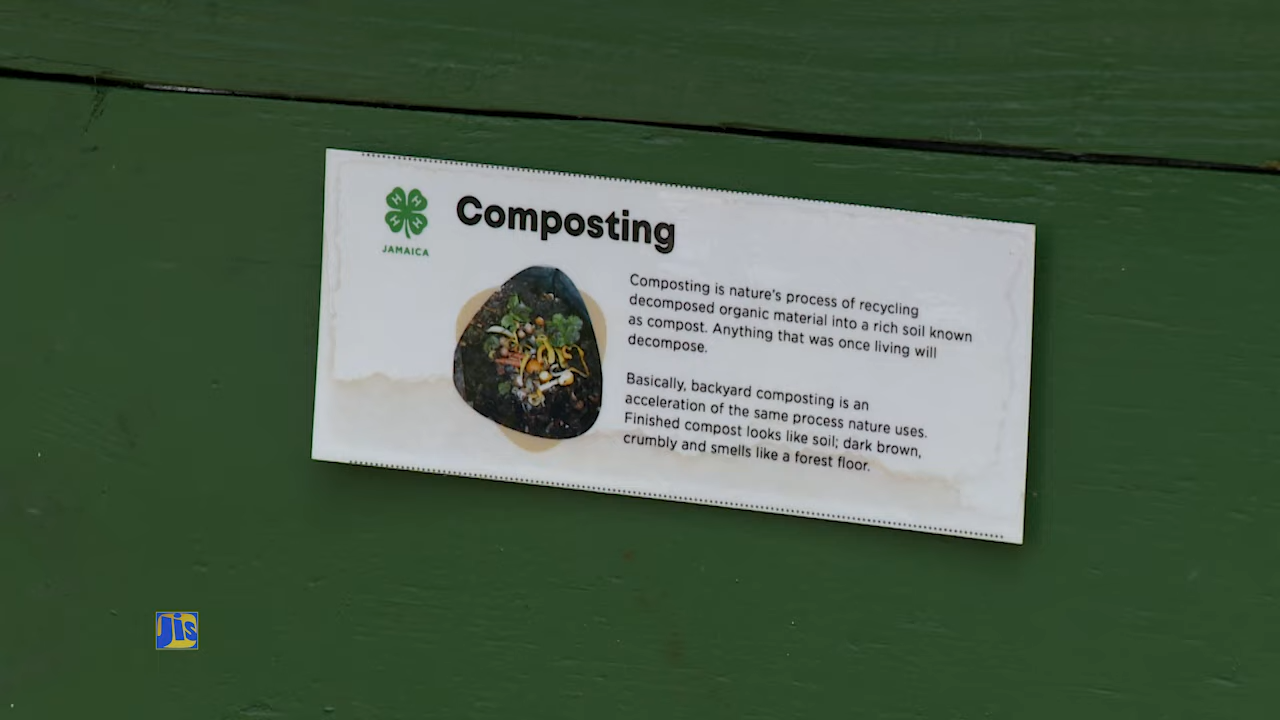 H H
H H
JAMAICA
Composting
Composting is nature's process of recycling
decomposed organic material into a rich soil known
as compost. Anything that was once living will
decompose.
Basically, backyard composting is an
acceleration of the same process nature uses.
Finished compost looks like soil; dark brown,
crumbly and smells like a forest floor.
Jis